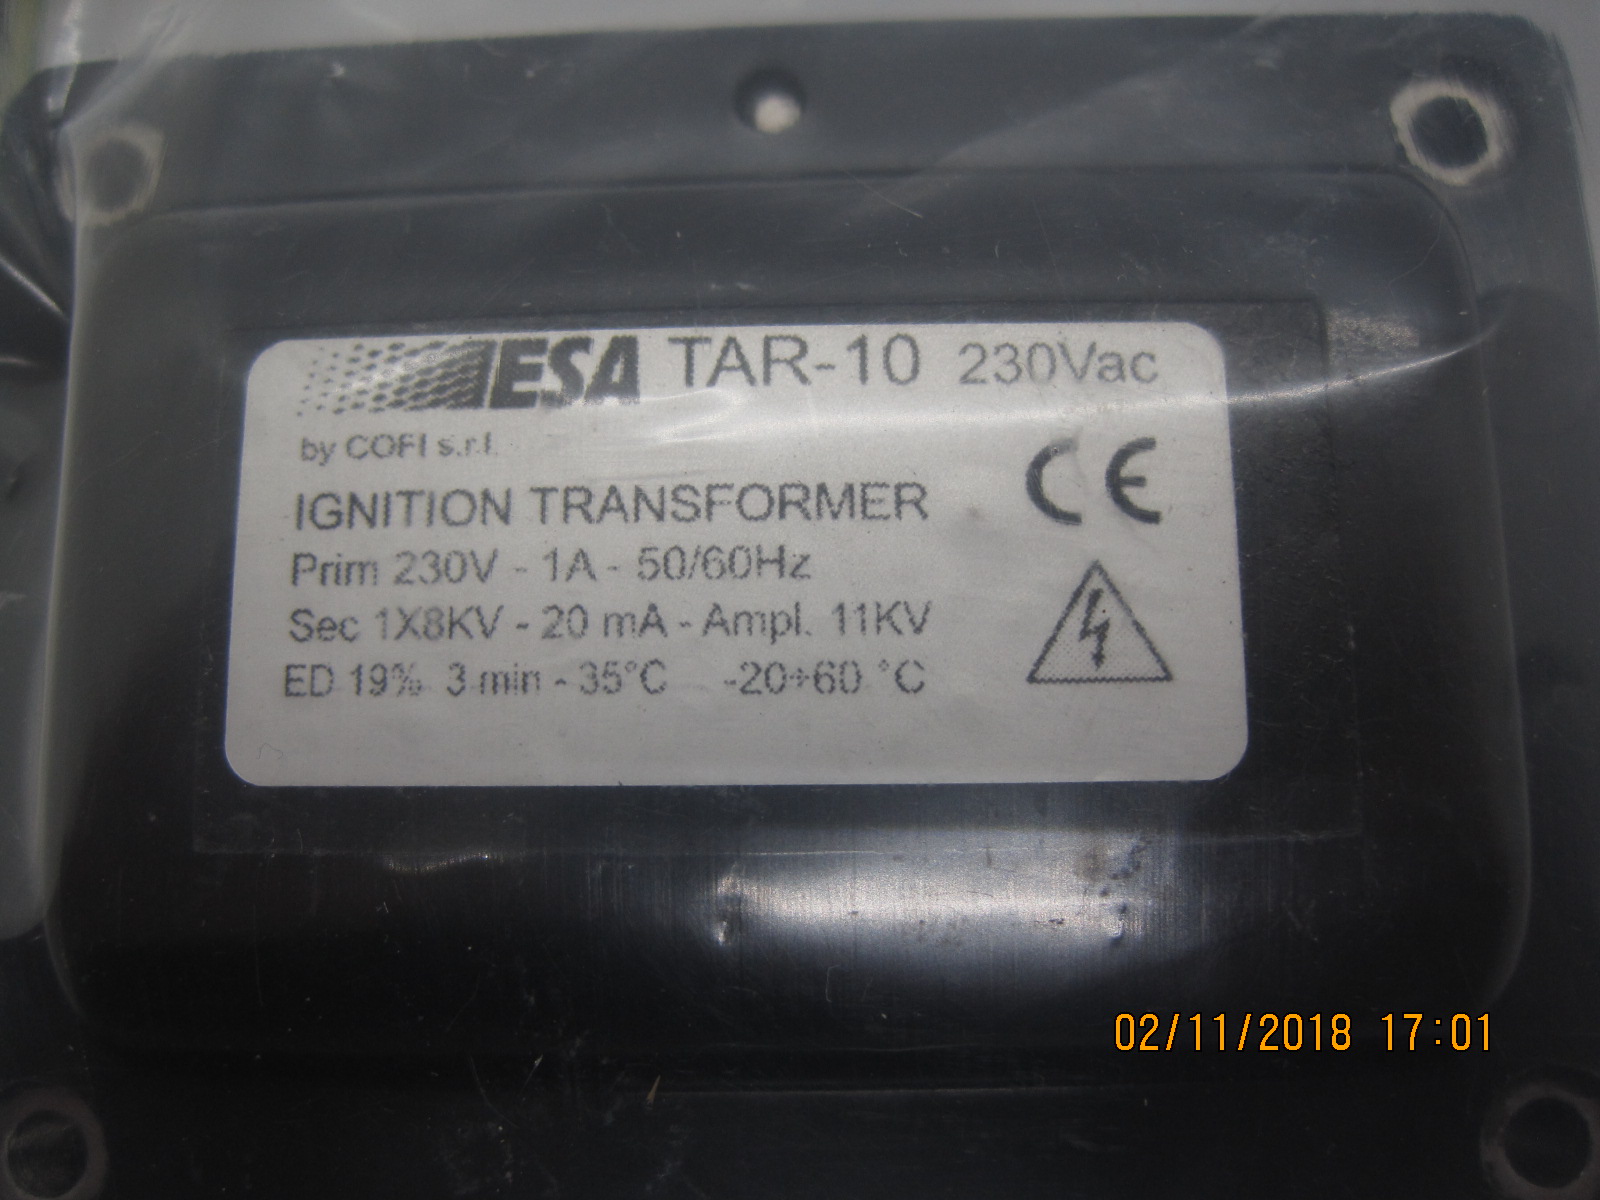 ESA TAR-10 230Vac
by COFI s.r.l.
CE
IGNITION TRANSFORMER
Prim 230V - 1A - 50/60Hz
Sec 1X8KV - 20 mA - Ampl. 11KV
ED 19% 3 min - 35°C -20÷60 °C
02/11/2018 17:01